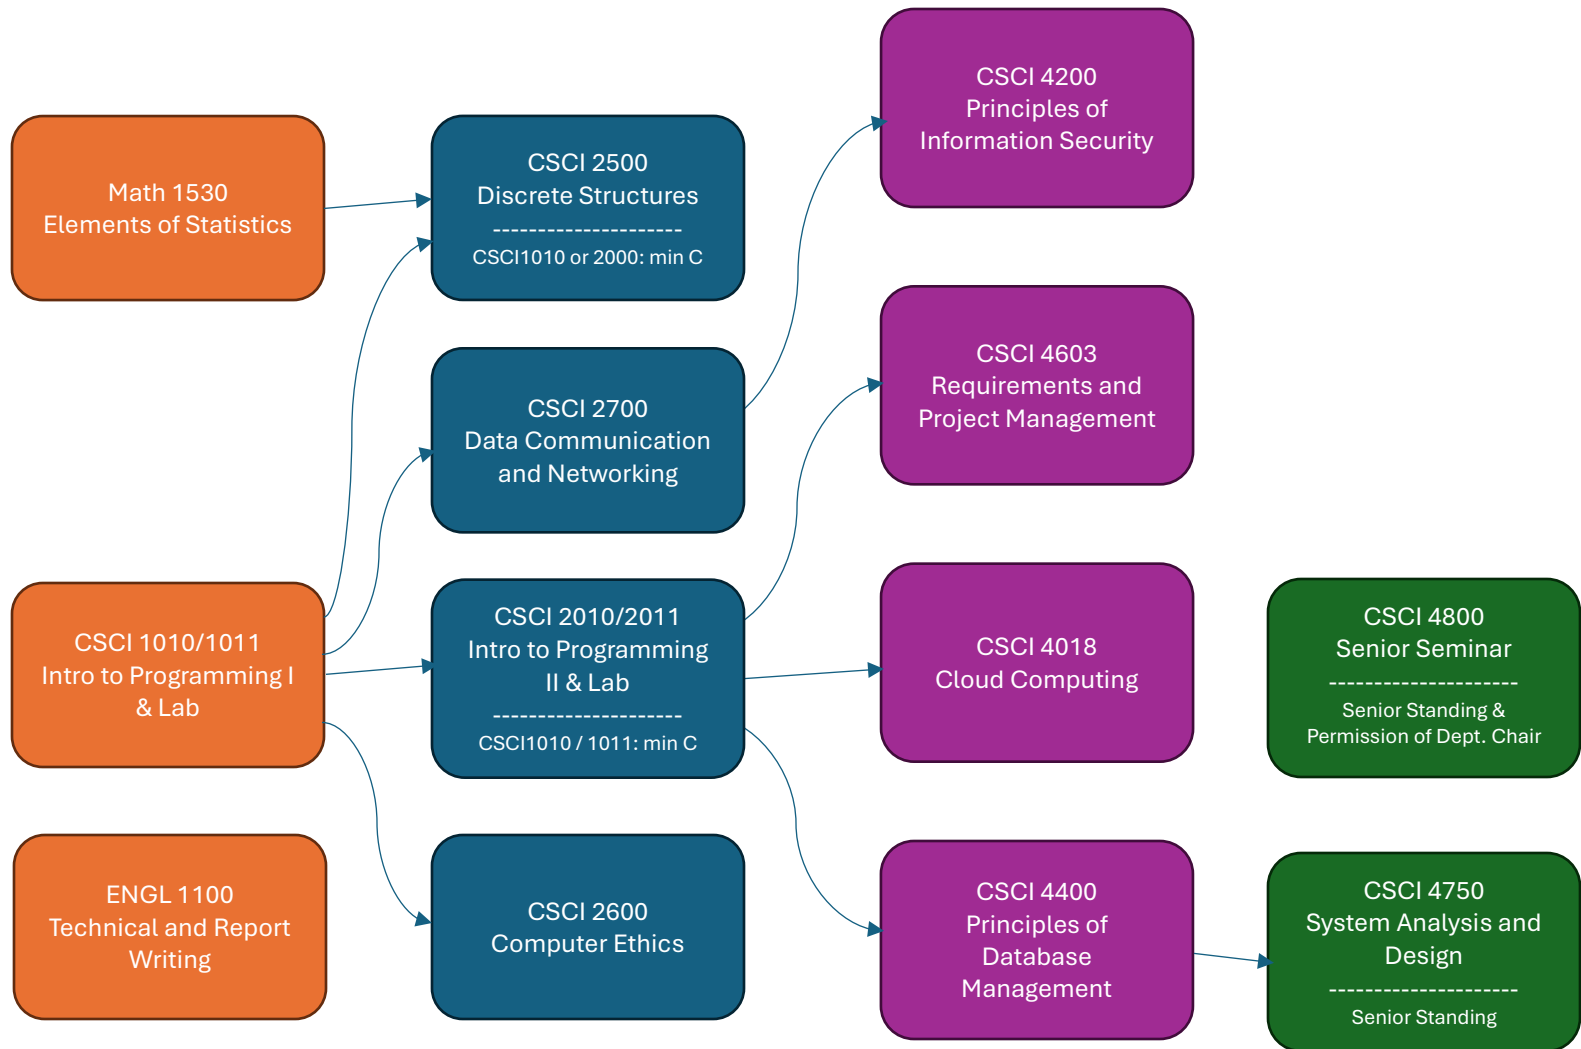 Math 1530
Elements of Statistics
CSCI 1010/1011
Intro to Programming I
& Lab
ENGL 1100
Technical and Report
Writing
CSCI 2500
Discrete Structures
---------------------
CSCI1010 or 2000: min C
CSCI 2700
Data Communication
and Networking
CSCI 2010/2011
Intro to Programming
II & Lab
---------------------
CSCI1010 / 1011: min C
CSCI 2600
Computer Ethics
CSCI 4200
Principles of
Information Security
CSCI 4603
Requirements and
Project Management
CSCI 4018
Cloud Computing
CSCI 4400
Principles of
Database
Management
CSCI 4800
Senior Seminar
---------------------
Senior Standing &
Permission of Dept. Chair
CSCI 4750
System Analysis and
Design
---------------------
Senior Standing